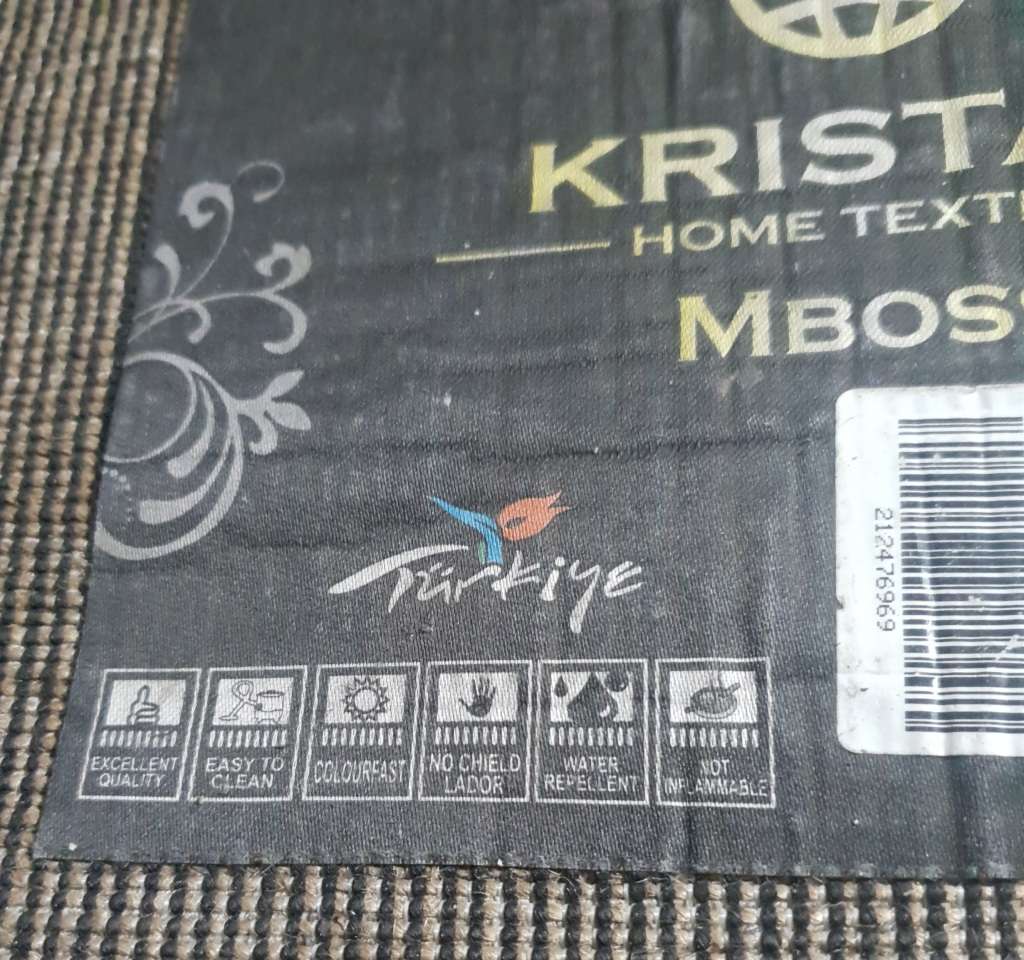 KRISTA
HOME TEXTI
MBOS
212476969
Türkiye
EXCELLENT
QUALITY
EASY TO
CLEAN
COLOURFAST
NO CHIELD
LADOR
WATER
REPELLENT
NOT
INFLAMMABLE